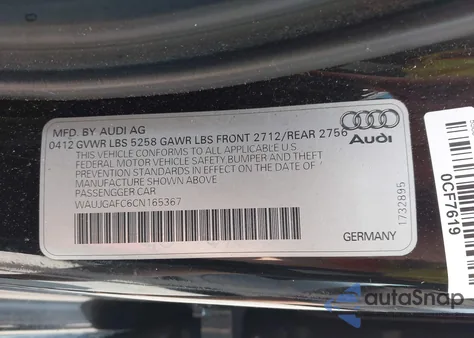 MFD. BY AUDI AG
0412 GVWR LBS 5258 GAWR LBS FRONT 2712/REAR 2756
THIS VEHICLE CONFORMS TO ALL APPLICABLE U.S
FEDERAL MOTOR VEHICLE SAFETY,BUMPER AND THEFT
PREVENTION STANDARDS IN EFFECT ON THE DATE OF
MANUFACTURE SHOWN ABOVE
PASSENGGER CAR
WAUJGAFC6CN165367
Audi
1732895
GERMANY
0CF7619
autoSnap